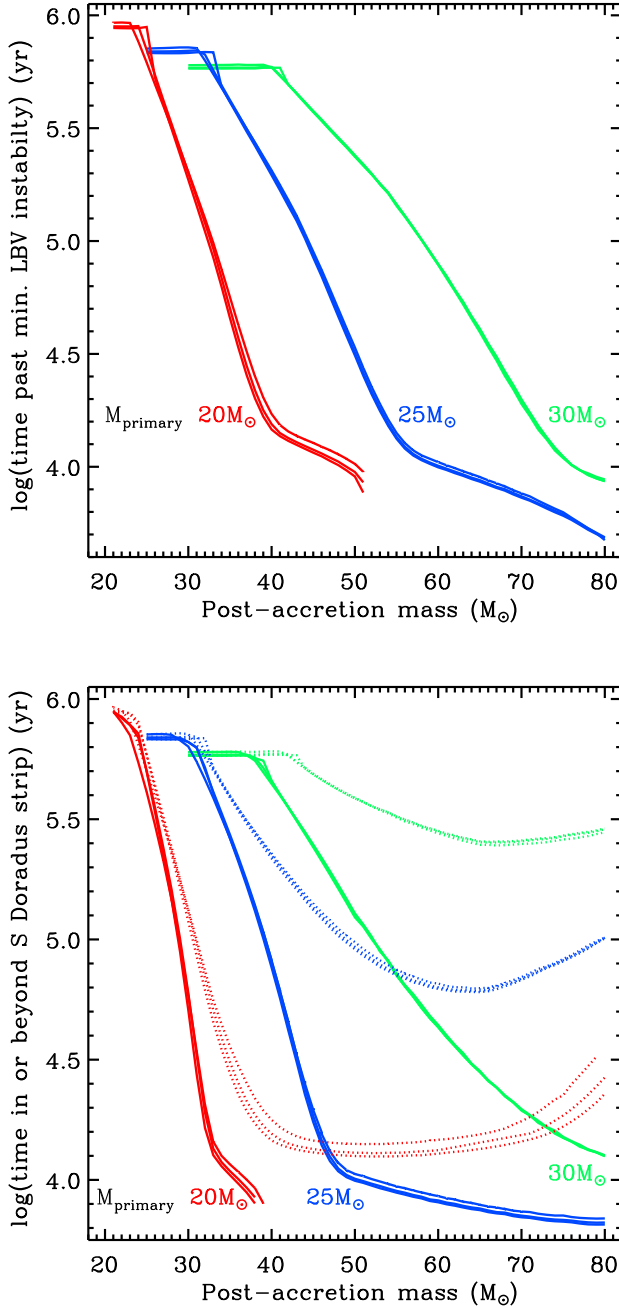 log(time past min. LBV instabilty) (yr)
6.0
5.5
5.0
4.5
4.0
M_primary 20M⊙ 25M⊙ 30M⊙
20 30 40 50 60 70 80
Post−accretion mass (M⊙)
log(time in or beyond S Doradus strip) (yr)
6.0
5.5
5.0
4.5
4.0
30M⊙
M_primary 20M⊙ 25M⊙
20 30 40 50 60 70 80
Post−accretion mass (M⊙)